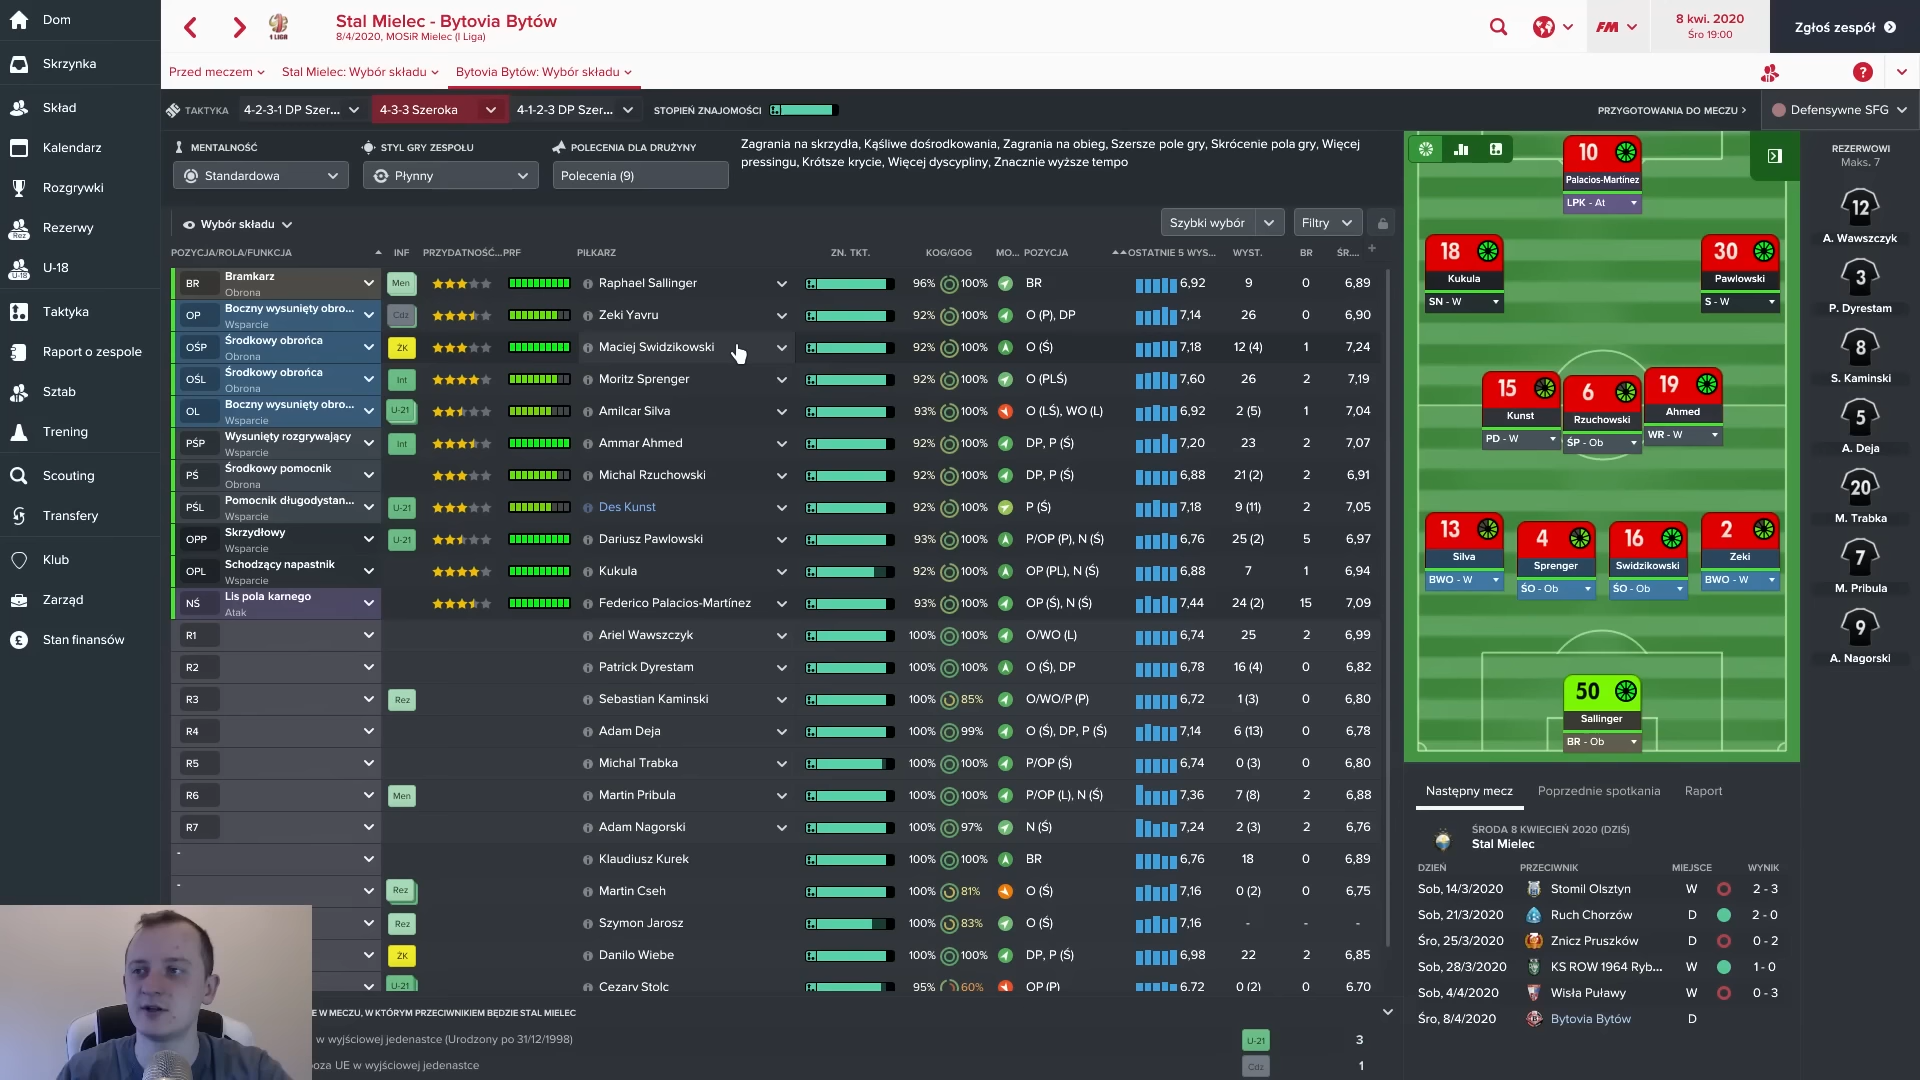 Dom
Skrzynka
Skład
Kalendarz
Rozgrywki
Rerezwy
U-18
Taktyka
Raport o zespole
Sztab
Trening
Scouting
Transfery
Klub
Zarząd
Stan finansów
1 LIGA
Stal Mielec - Bytovia Bytów
8/4/2020, MOSiR Mielec (I Liga)
FM
8 kwi. 2020
Śro 19:00
Zgłoś zespół
Przed meczem
Stal Mielec: Wybór składu
Bytovia Bytów: Wybór składu
TAKTYKA
4-2-3-1 DP Szer...
4-3-3 Szeroka
4-1-2-3 DP Szer...
STOPIEŃ ZNAJOMOŚCI
PRZYGOTOWANIA DO MECZU >
Defensywne SFG
MENTALNOŚĆ
Standardowa
STYL GRY ZESPOŁU
Płynny
POLECENIA DLA DRUŻYNY
Polecenia (9)
Zagrania na skrzydła, Kąśliwe dośrodkowania, Zagrania na obieg, Szersze pole gry, Skrócenie pola gry, Więcej
pressingu, Krótsze krycie, Więcej dyscypliny, Znacznie wyższe tempo
Wybór składu
Szybki wybór
Filtry
POZYCJA/ROLA/FUNKCJA INF PRZYDATNOŚĆ... PRF PIŁKARZ ZN. TKT. KOG/GOG MO... POZYCJA OSTATNIE 5 WYS... WYST. BR ŚR....
BR Bramkarz Obrona Men Raphael Sallinger 96% 100% BR 6,92 9 0 6,89
OP Boczny wysunięty obro... Wsparcie Cdz Zeki Yavru 92% 100% O (P), DP 7,14 26 0 6,90
OŚP Środkowy obrońca Obrona ŻK Maciej Swidzikowski 92% 100% O (Ś) 7,18 12 (4) 1 7,24
OŚL Środkowy obrońca Obrona Int Moritz Sprenger 92% 100% O (PLŚ) 7,60 26 2 7,19
OL Boczny wysunięty obro... Wsparcie U-21 Amilcar Silva 93% 100% O (LŚ), WO (L) 6,92 2 (5) 1 7,04
PŚP Wysunięty rozgrywający Wsparcie Int Ammar Ahmed 92% 100% DP, P (Ś) 7,20 23 2 7,07
PŚ Środkowy pomocnik Obrona Michal Rzuchowski 92% 100% DP, P (Ś) 6,88 21 (2) 2 6,91
PŚL Pomocnik długodystan... Wsparcie U-21 Des Kunst 92% 100% P (Ś) 7,18 9 (11) 2 7,05
OPP Skrzydłowy Wsparcie U-21 Dariusz Pawlowski 93% 100% P/OP (P), N (Ś) 6,76 25 (2) 5 6,97
OPL Schodzący napastnik Wsparcie Kukula 92% 100% OP (PL), N (Ś) 6,88 7 1 6,94
NŚ Lis pola karnego Atak Federico Palacios-Martínez 93% 100% OP (Ś), N (Ś) 7,44 24 (2) 15 7,09
R1 Ariel Wawszczyk 100% 100% O/WO (L) 6,74 25 2 6,99
R2 Patrick Dyrestam 100% 100% O (Ś), DP 6,78 16 (4) 0 6,82
R3 Rez Sebastian Kaminski 100% 85% O/WO/P (P) 6,72 1 (3) 0 6,80
R4 Adam Deja 100% 99% O (Ś), DP, P (Ś) 7,14 6 (13) 0 6,78
R5 Michal Trabka 100% 100% P/OP (Ś) 6,74 0 (3) 0 6,80
R6 Men Martin Pribula 100% 100% P/OP (L), N (Ś) 7,36 7 (8) 2 6,88
R7 Adam Nagorski 100% 97% N (Ś) 7,24 2 (3) 2 6,76
- Klaudiusz Kurek 100% 100% BR 6,76 18 0 6,89
- Rez Martin Cseh 100% 81% O (Ś) 7,16 0 (2) 0 6,75
Rez Szymon Jarosz 100% 83% O (Ś) 7,16 - - -
ŻK Danilo Wiebe 100% 100% DP, P (Ś) 6,98 22 2 6,85
U-21 Cezary Stolc 95% 60% OP (P) 6,72 0 (2) 0 6,70
E W MECZU, W KTÓRYM PRZECIWNIKIEM BĘDZIE STAL MIELEC
w wyjściowej jedenastce (Urodzony po 31/12/1998) U-21 3
oza UE w wyjściowej jedenastce Cdz 1
10
Palacios-Martínez
LPK - At
18
Kukula
SN - W
30
Pawlowski
S - W
15
Kunst
PD - W
6
Rzuchowski
ŚP - Ob
19
Ahmed
WR - W
13
Silva
BWO - W
4
Sprenger
ŚO - Ob
16
Swidzikowski
ŚO - Ob
2
Zeki
BWO - W
50
Sallinger
BR - Ob
REZERWOWI
Maks. 7
12
A. Wawszczyk
3
P. Dyrestam
8
S. Kaminski
5
A. Deja
20
M. Trabka
7
M. Pribula
9
A. Nagorski
Następny mecz
Poprzednie spotkania
Raport
ŚRODA 8 KWIECIEŃ 2020 (DZIŚ)
Stal Mielec
DZIEŃ PRZECIWNIK MIEJSCE WYNIK
Sob, 14/3/2020 Stomil Olsztyn W 2 - 3
Sob, 21/3/2020 Ruch Chorzów D 2 - 0
Śro, 25/3/2020 Znicz Pruszków D 0 - 2
Sob, 28/3/2020 KS ROW 1964 Ryb... W 1 - 0
Sob, 4/4/2020 Wisła Puławy W 0 - 3
Śro, 8/4/2020 Bytovia Bytów D